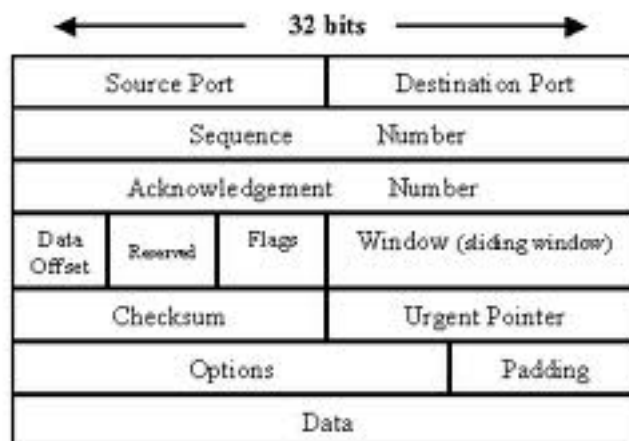 32 bits
Source Port Destination Port
Sequence Number
Acknowledgement Number
Data Offset Reserved Flags Window (sliding window)
Checksum Urgent Pointer
Options Padding
Data